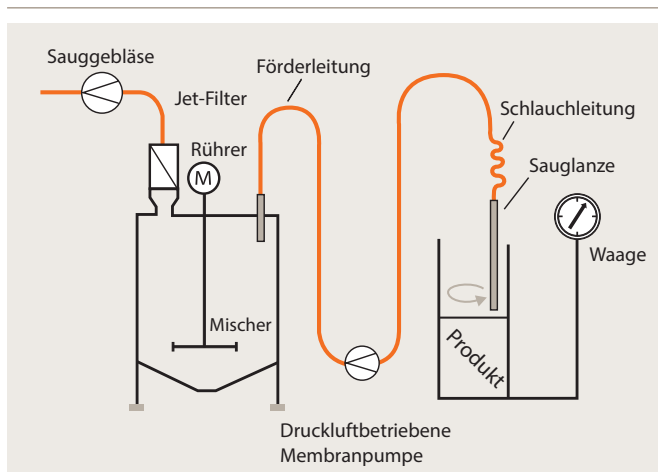 Sauggebläse
Förderleitung
Jet-Filter
Schlauchleitung
Rührer
M
Sauglanze
Waage
Mischer
Produkt
Druckluftbetriebene
Membranpumpe